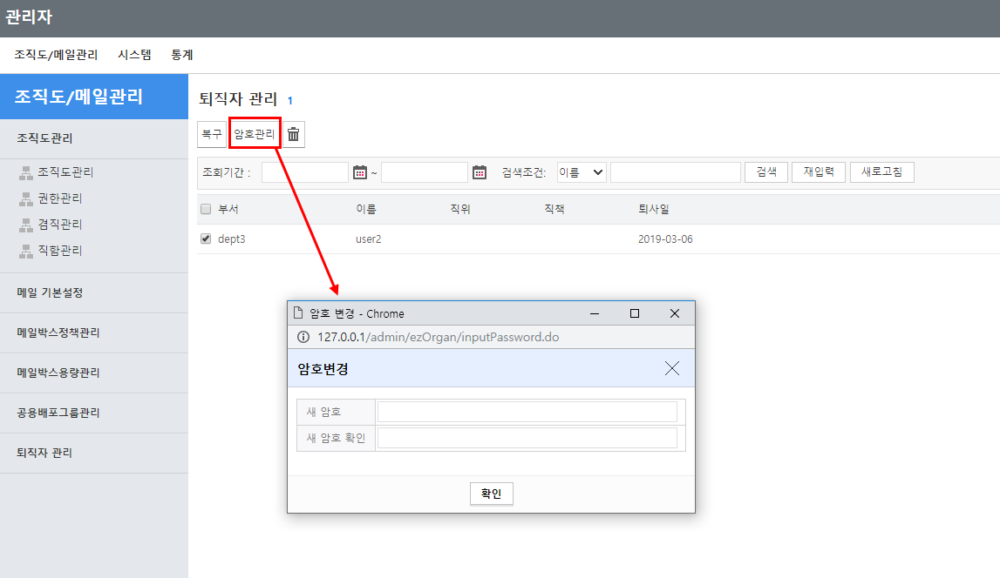 관리자
조직도/메일관리 시스템 통계
조직도/메일관리
조직도관리
조직도관리
권한관리
겸직관리
직함관리
메일 기본설정
메일박스정책관리
메일박스용량관리
공용배포그룹관리
퇴직자 관리
퇴직자 관리 1
복구 암호관리
조회기간 : ~ 검색조건: 이름 검색 재입력 새로고침
부서 이름 직위 직책 퇴사일
dept3 user2 2019-03-06
암호 변경 - Chrome
127.0.0.1/admin/ezOrgan/inputPassword.do
암호변경
새 암호
새 암호 확인
확인